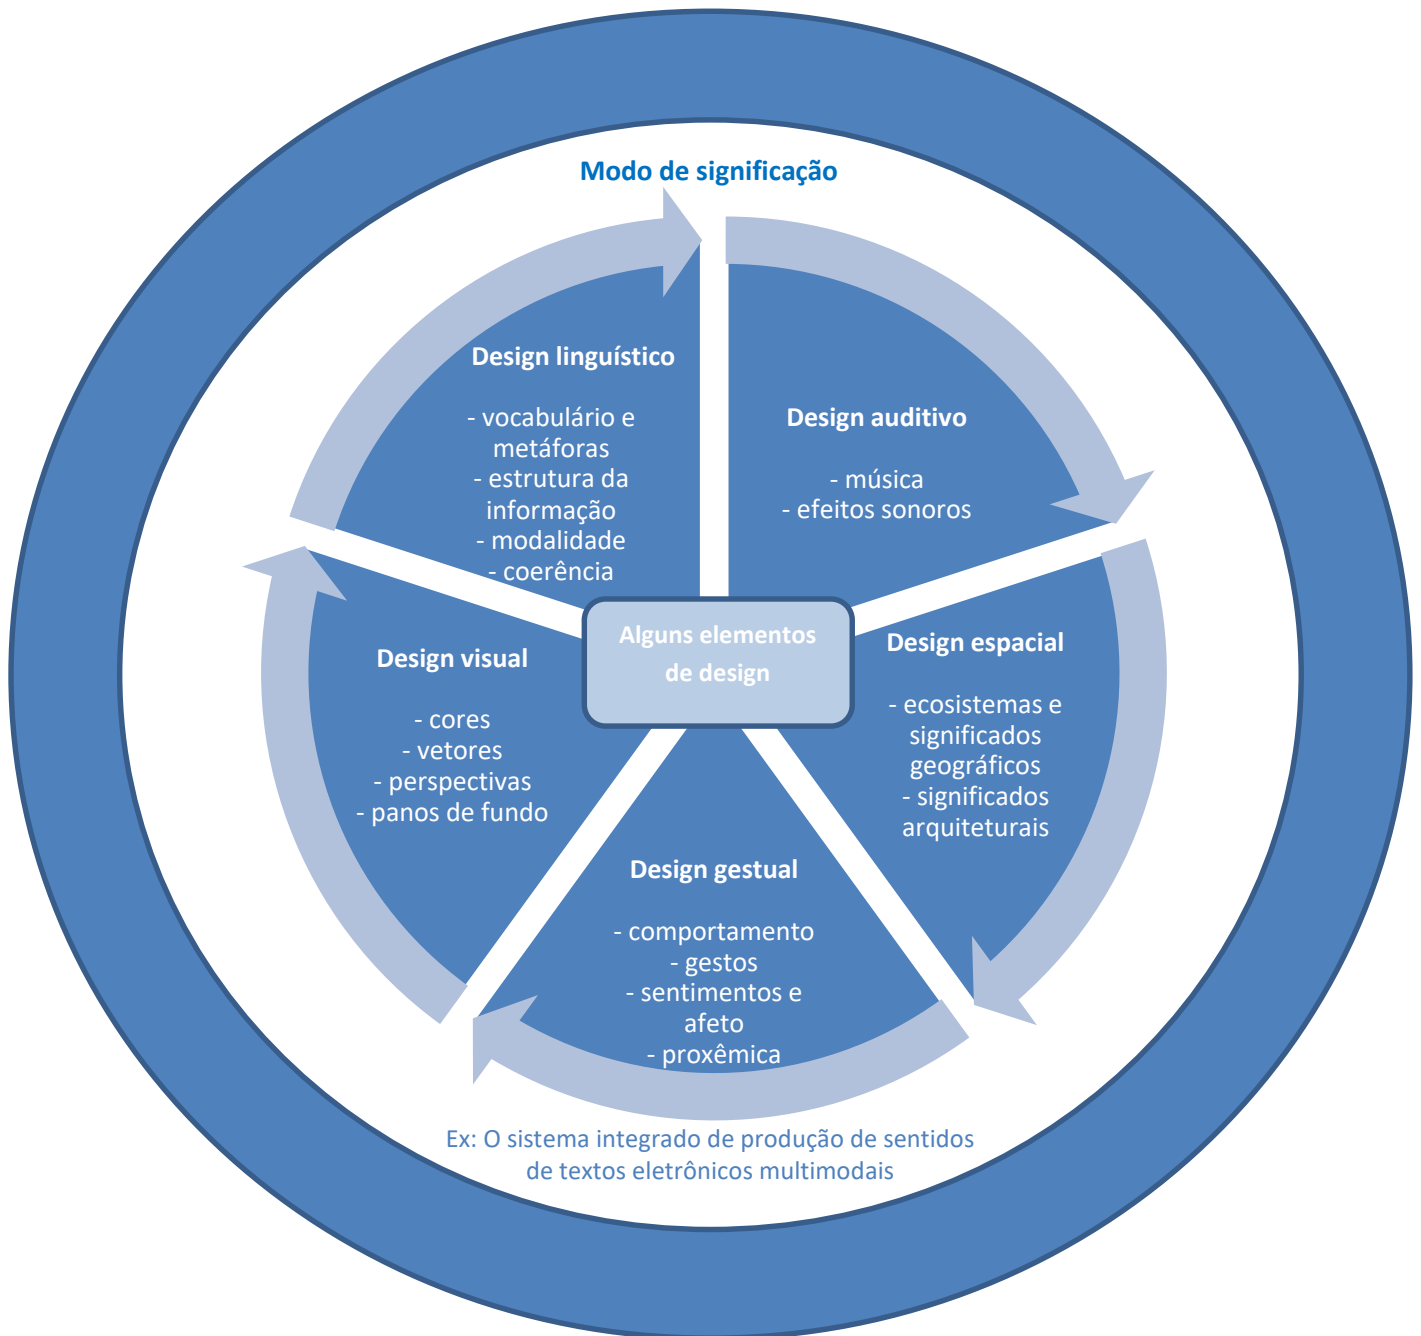 Modo de significação
Design linguístico
- vocabulário e
metáforas
- estrutura da
informação
- modalidade
- coerência
Design auditivo
- música
- efeitos sonoros
Alguns elementos
de design
Design espacial
- ecosistemas e
significados
geográficos
- significados
arquiteturais
Design visual
- cores
- vetores
- perspectivas
- panos de fundo
Design gestual
- comportamento
- gestos
- sentimentos e
afeto
- proxêmica
Ex: O sistema integrado de produção de sentidos
de textos eletrônicos multimodais